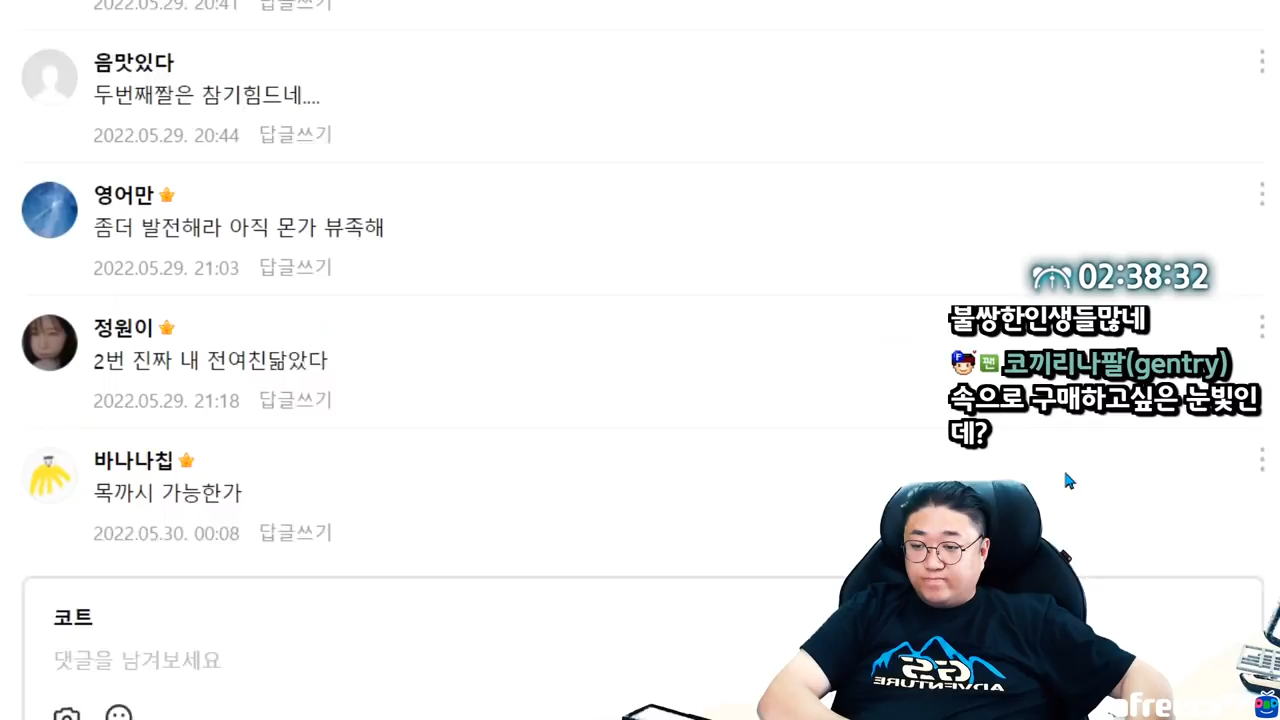 2022.05.29. 20:41 답글쓰기
음맛있다
두번째짤은 참기힘드네....
2022.05.29. 20:44 답글쓰기
영어만
좀더 발전해라 아직 몬가 뷰족해
2022.05.29. 21:03 답글쓰기
정원이
2번 진짜 내 전여친닮았다
2022.05.29. 21:18 답글쓰기
바나나칩
목까시 가능한가
2022.05.30. 00:08 답글쓰기
코트
댓글을 남겨보세요
02:38:32
불쌍한인생들많네
F 팬 코끼리나팔(gentry)
속으로 구매하고싶은 눈빛인
데?
GS
ADVENTURE